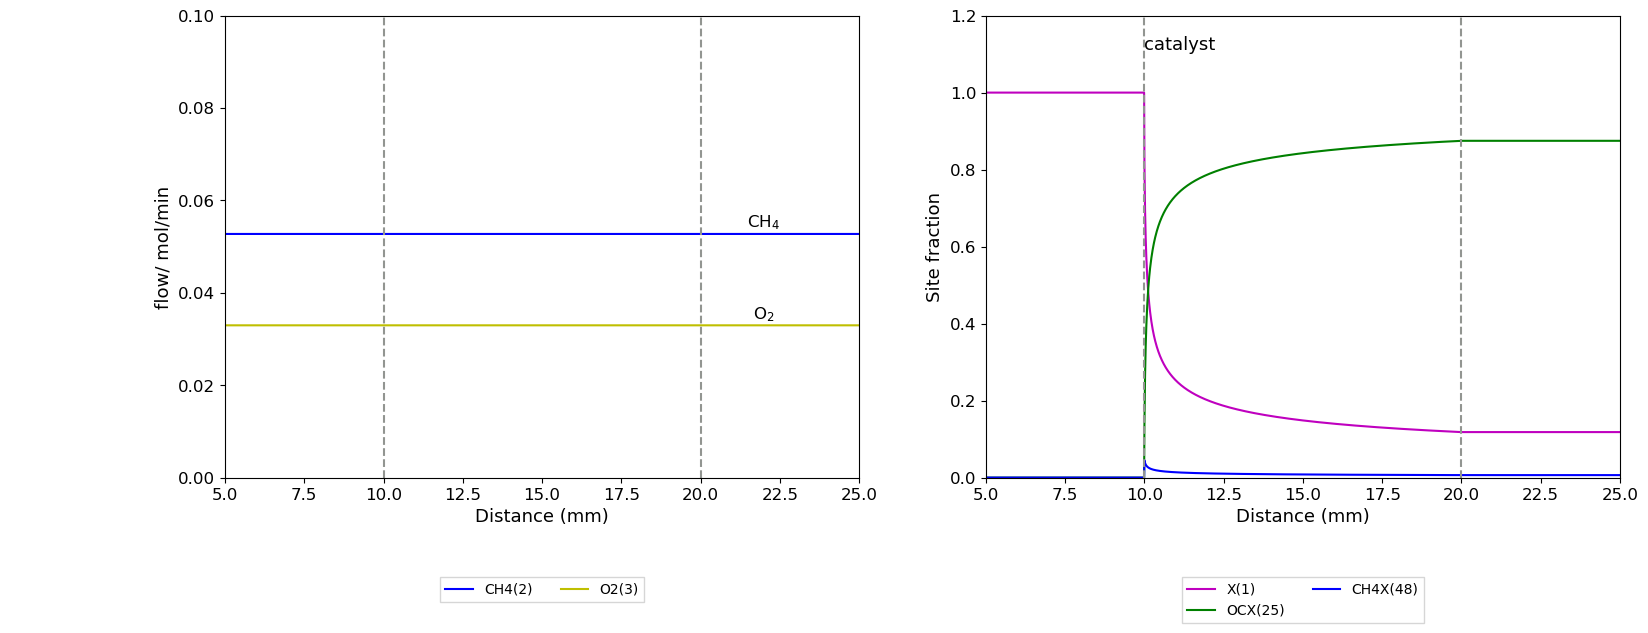 0.10
0.08
0.06
0.04
0.02
0.00
flow/ mol/min
CH₄
O₂
5.0 7.5 10.0 12.5 15.0 17.5 20.0 22.5 25.0
Distance (mm)
CH4(2) O2(3)
catalyst
1.2
1.0
0.8
0.6
0.4
0.2
0.0
Site fraction
5.0 7.5 10.0 12.5 15.0 17.5 20.0 22.5 25.0
Distance (mm)
X(1) CH4X(48)
OCX(25)